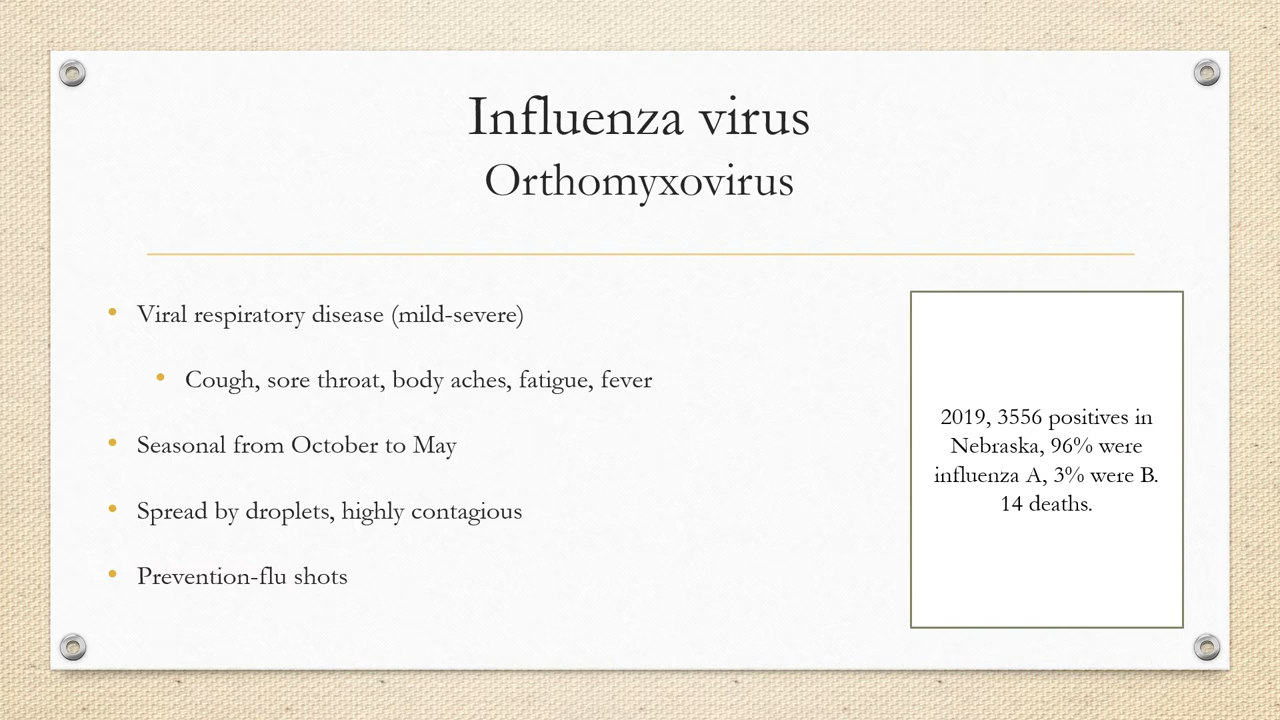 Influenza virus
Orthomyxovirus
• Viral respiratory disease (mild-severe)
• Cough, sore throat, body aches, fatigue, fever
• Seasonal from October to May
• Spread by droplets, highly contagious
• Prevention-flu shots
2019, 3556 positives in
Nebraska, 96% were
influenza A, 3% were B.
14 deaths.